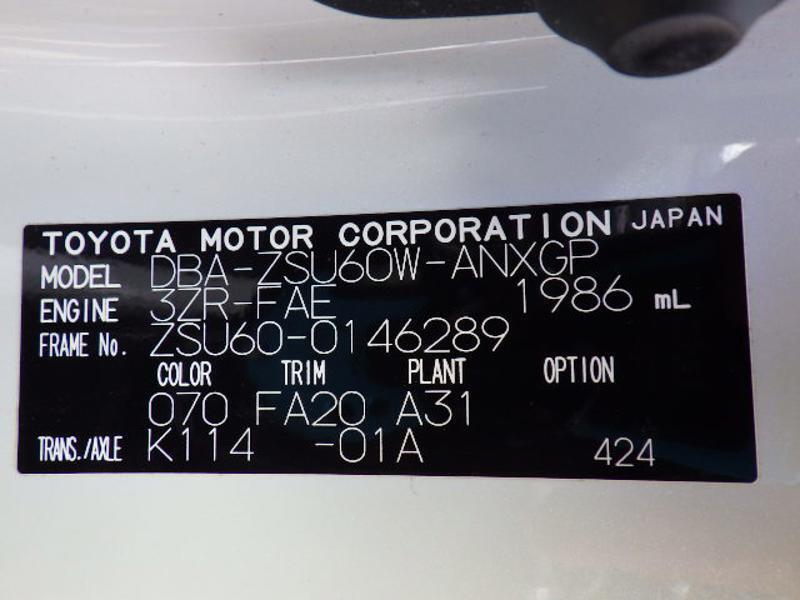 TOYOTA MOTOR CORPORATION JAPAN
MODEL DBA-ZSU60W-ANXGP
ENGINE 3ZR-FAE 1986 mL
FRAME No. ZSU60-0146289
COLOR TRIM PLANT OPTION
070 FA20 A31
TRANS./AXLE K114 -01A 424